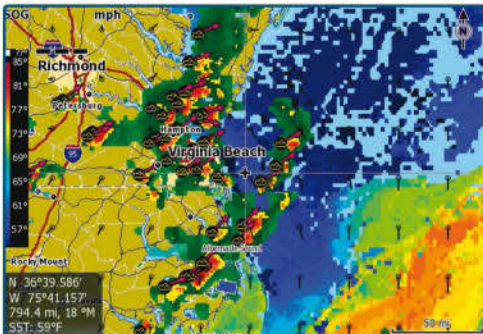 SOG mph
N
Richmond
85°
Petersburg
81°
77°
Hampton
73°
Virginia Beach
95
69°
65°
61°
57°
Albemarle Sound
Rocky Mount
N 36°39.586'
W 75°41.157'
794.4 mi, 18 °M
SST: 59°F
50 mi